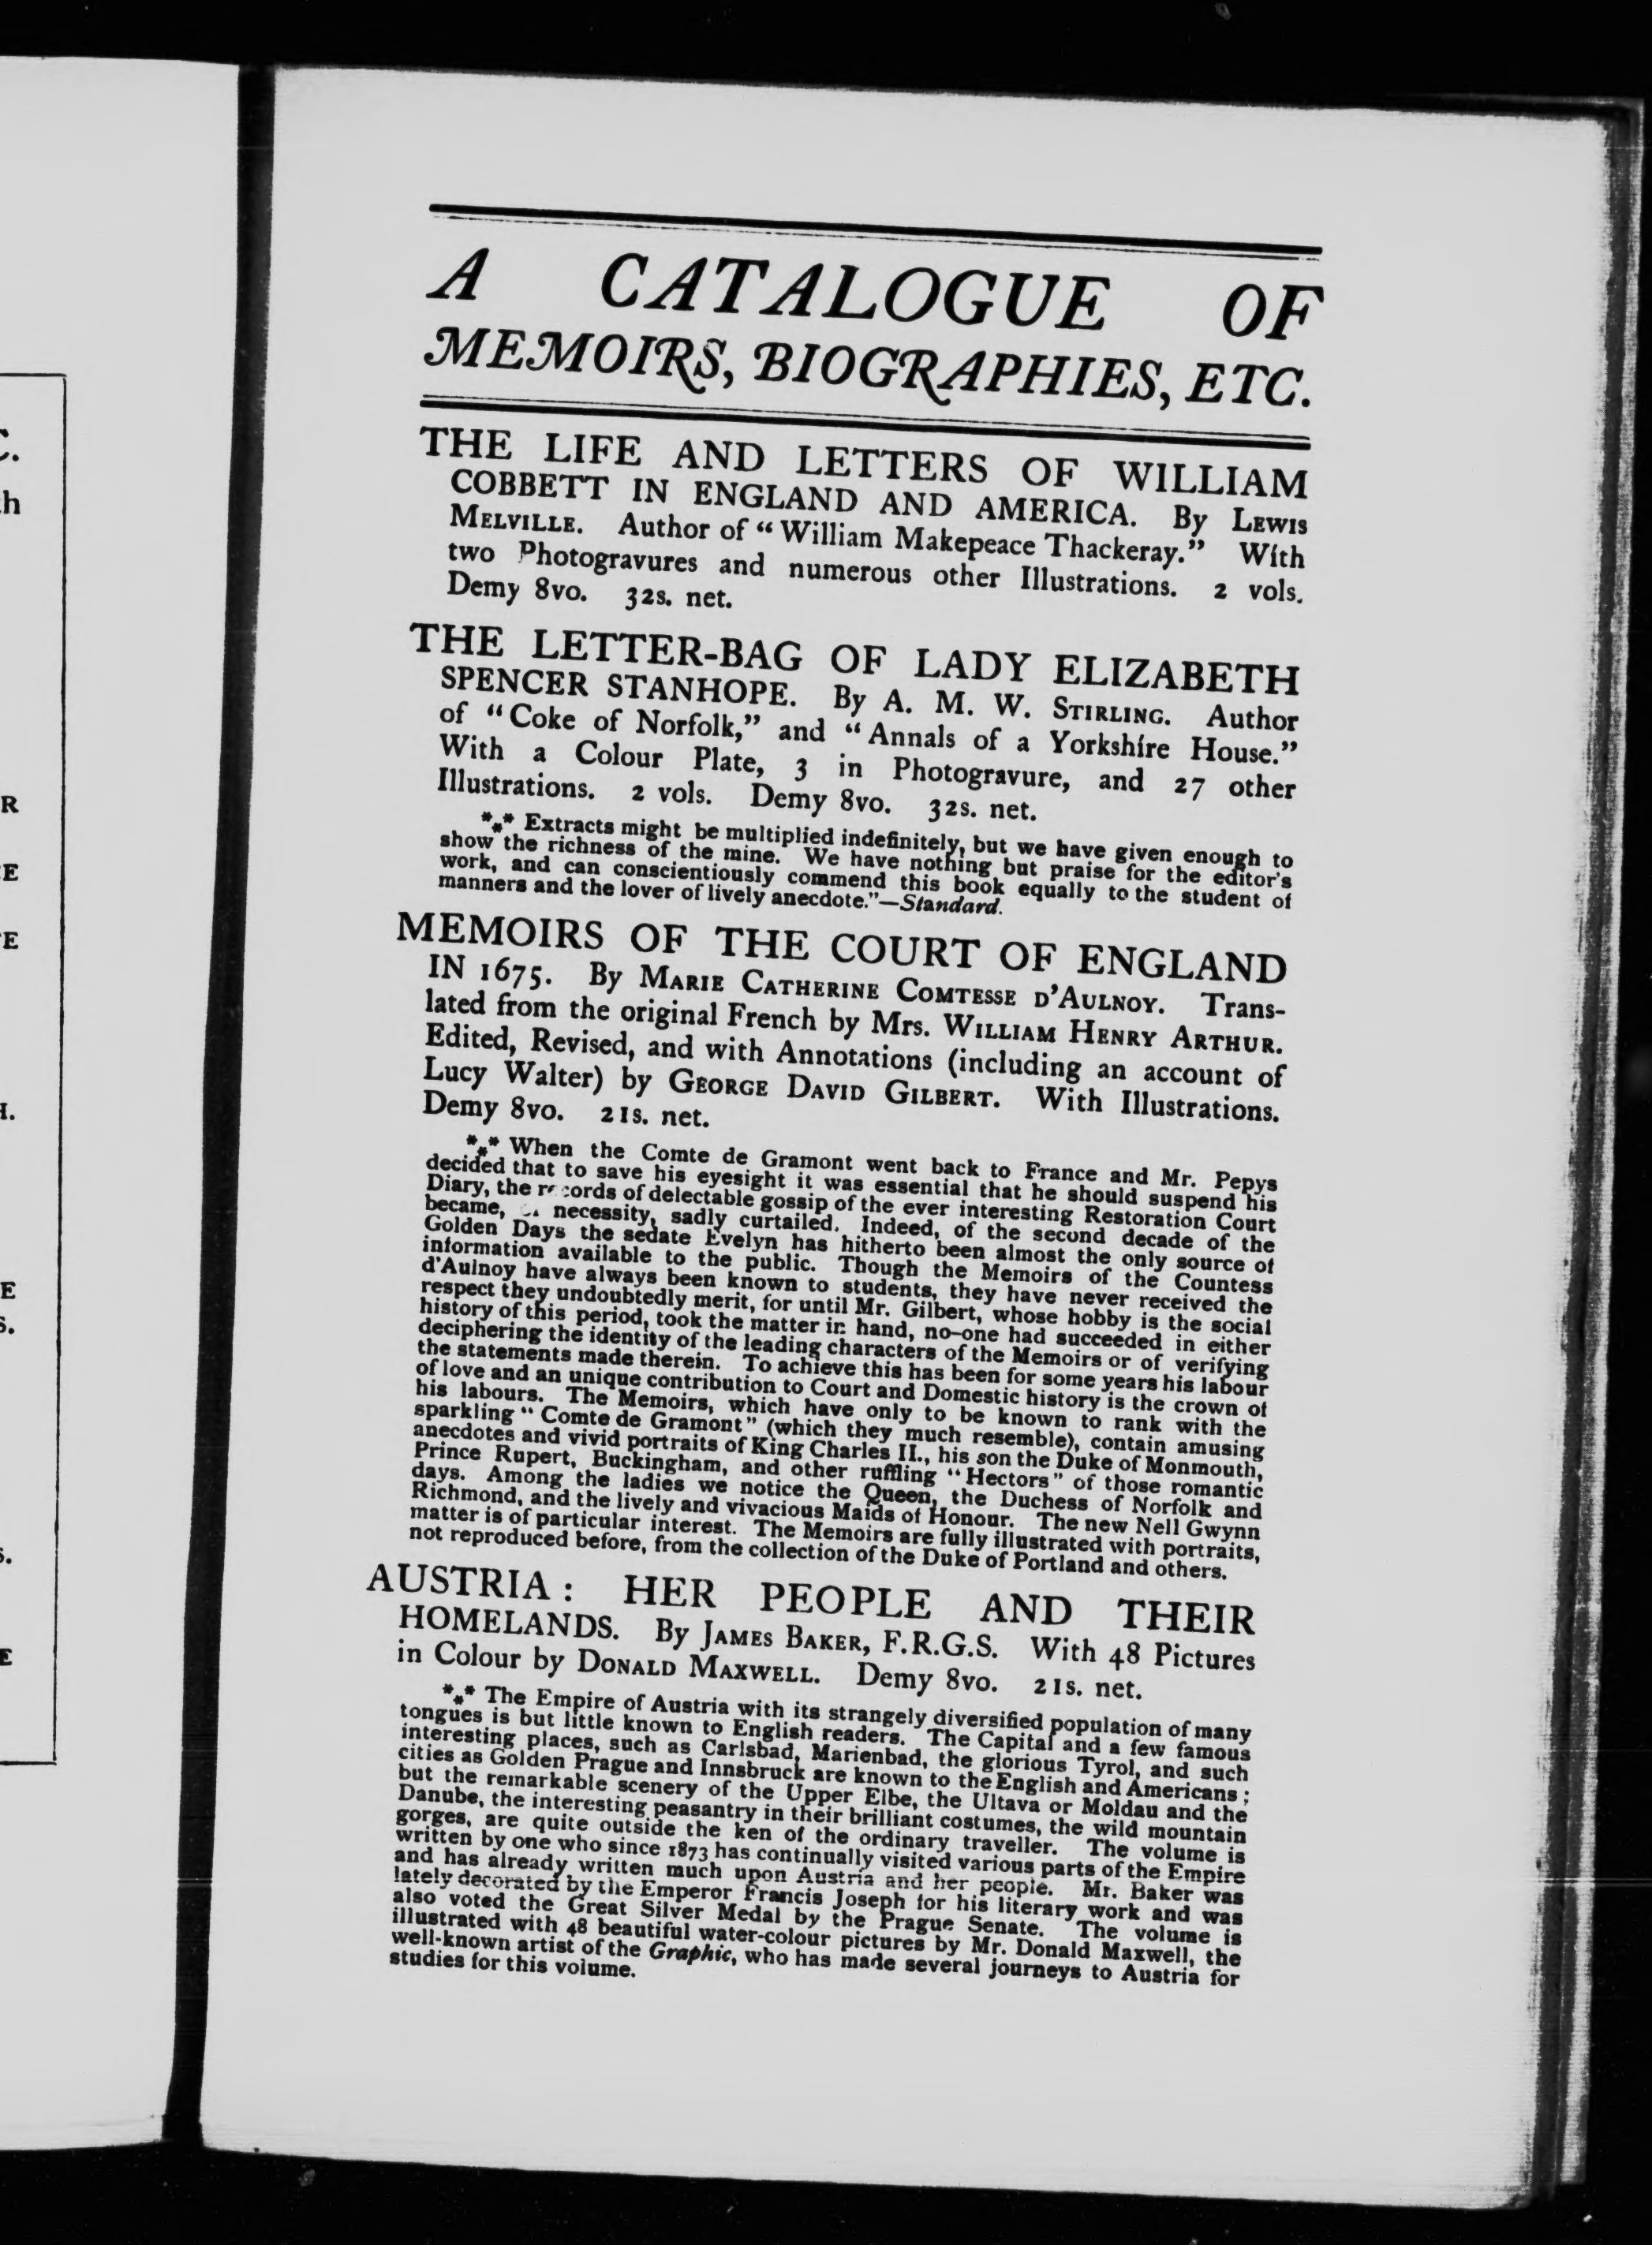 A CATALOGUE OF
MEMOIRS, BIOGRAPHIES, ETC.
THE LIFE AND LETTERS OF WILLIAM
COBBETT IN ENGLAND AND AMERICA. By LEWIS
MELVILLE. Author of “William Makepeace Thackeray.” With
two Photogravures and numerous other Illustrations. 2 vols.
Demy 8vo. 32s. net.
THE LETTER-BAG OF LADY ELIZABETH
SPENCER STANHOPE. By A. M. W. STIRLING. Author
of “Coke of Norfolk,” and “Annals of a Yorkshire House.”
With a Colour Plate, 3 in Photogravure, and 27 other
Illustrations. 2 vols. Demy 8vo. 32s. net.
*** Extracts might be multiplied indefinitely, but we have given enough to
show the richness of the mine. We have nothing but praise for the editor's
work, and can conscientiously commend this book equally to the student of
manners and the lover of lively anecdote.”—Standard.
MEMOIRS OF THE COURT OF ENGLAND
IN 1675. By MARIE CATHERINE COMTESSE D'AULNOY. Trans-
lated from the original French by Mrs. WILLIAM HENRY ARTHUR.
Edited, Revised, and with Annotations (including an account of
Lucy Walter) by GEORGE DAVID GILBERT. With Illustrations.
Demy 8vo. 21s. net.
*** When the Comte de Gramont went back to France and Mr. Pepys
decided that to save his eyesight it was essential that he should suspend his
Diary, the records of delectable gossip of the ever interesting Restoration Court
became, necessity, sadly curtailed. Indeed, of the second decade of the
Golden Days the sedate Evelyn has hitherto been almost the only source of
information available to the public. Though the Memoirs of the Countess
d'Aulnoy have always been known to students, they have never received the
respect they undoubtedly merit, for until Mr. Gilbert, whose hobby is the social
history of this period, took the matter in hand, no-one had succeeded in either
deciphering the identity of the leading characters of the Memoirs or of verifying
the statements made therein. To achieve this has been for some years his labour
of love and an unique contribution to Court and Domestic history is the crown of
his labours. The Memoirs, which have only to be known to rank with the
sparkling “Comte de Gramont” (which they much resemble), contain amusing
anecdotes and vivid portraits of King Charles II., his son the Duke of Monmouth,
Prince Rupert, Buckingham, and other ruffling “Hectors” of those romantic
days. Among the ladies we notice the Queen, the Duchess of Norfolk and
Richmond, and the lively and vivacious Maids of Honour. The new Nell Gwynn
matter is of particular interest. The Memoirs are fully illustrated with portraits,
not reproduced before, from the collection of the Duke of Portland and others.
AUSTRIA: HER PEOPLE AND THEIR
HOMELANDS. By JAMES BAKER, F.R.G.S. With 48 Pictures
in Colour by DONALD MAXWELL. Demy 8vo. 21s. net.
*** The Empire of Austria with its strangely diversified population of many
tongues is but little known to English readers. The Capital and a few famous
interesting places, such as Carlsbad, Marienbad, the glorious Tyrol, and such
cities as Golden Prague and Innsbruck are known to the English and Americans;
but the remarkable scenery of the Upper Elbe, the Ultava or Moldau and the
Danube, the interesting peasantry in their brilliant costumes, the wild mountain
gorges, are quite outside the ken of the ordinary traveller. The volume is
written by one who since 1873 has continually visited various parts of the Empire
and has already written much upon Austria and her people. Mr. Baker was
lately decorated by the Emperor Francis Joseph for his literary work and was
also voted the Great Silver Medal by the Prague Senate. The volume is
illustrated with 48 beautiful water-colour pictures by Mr. Donald Maxwell, the
well-known artist of the Graphic, who has made several journeys to Austria for
studies for this volume.